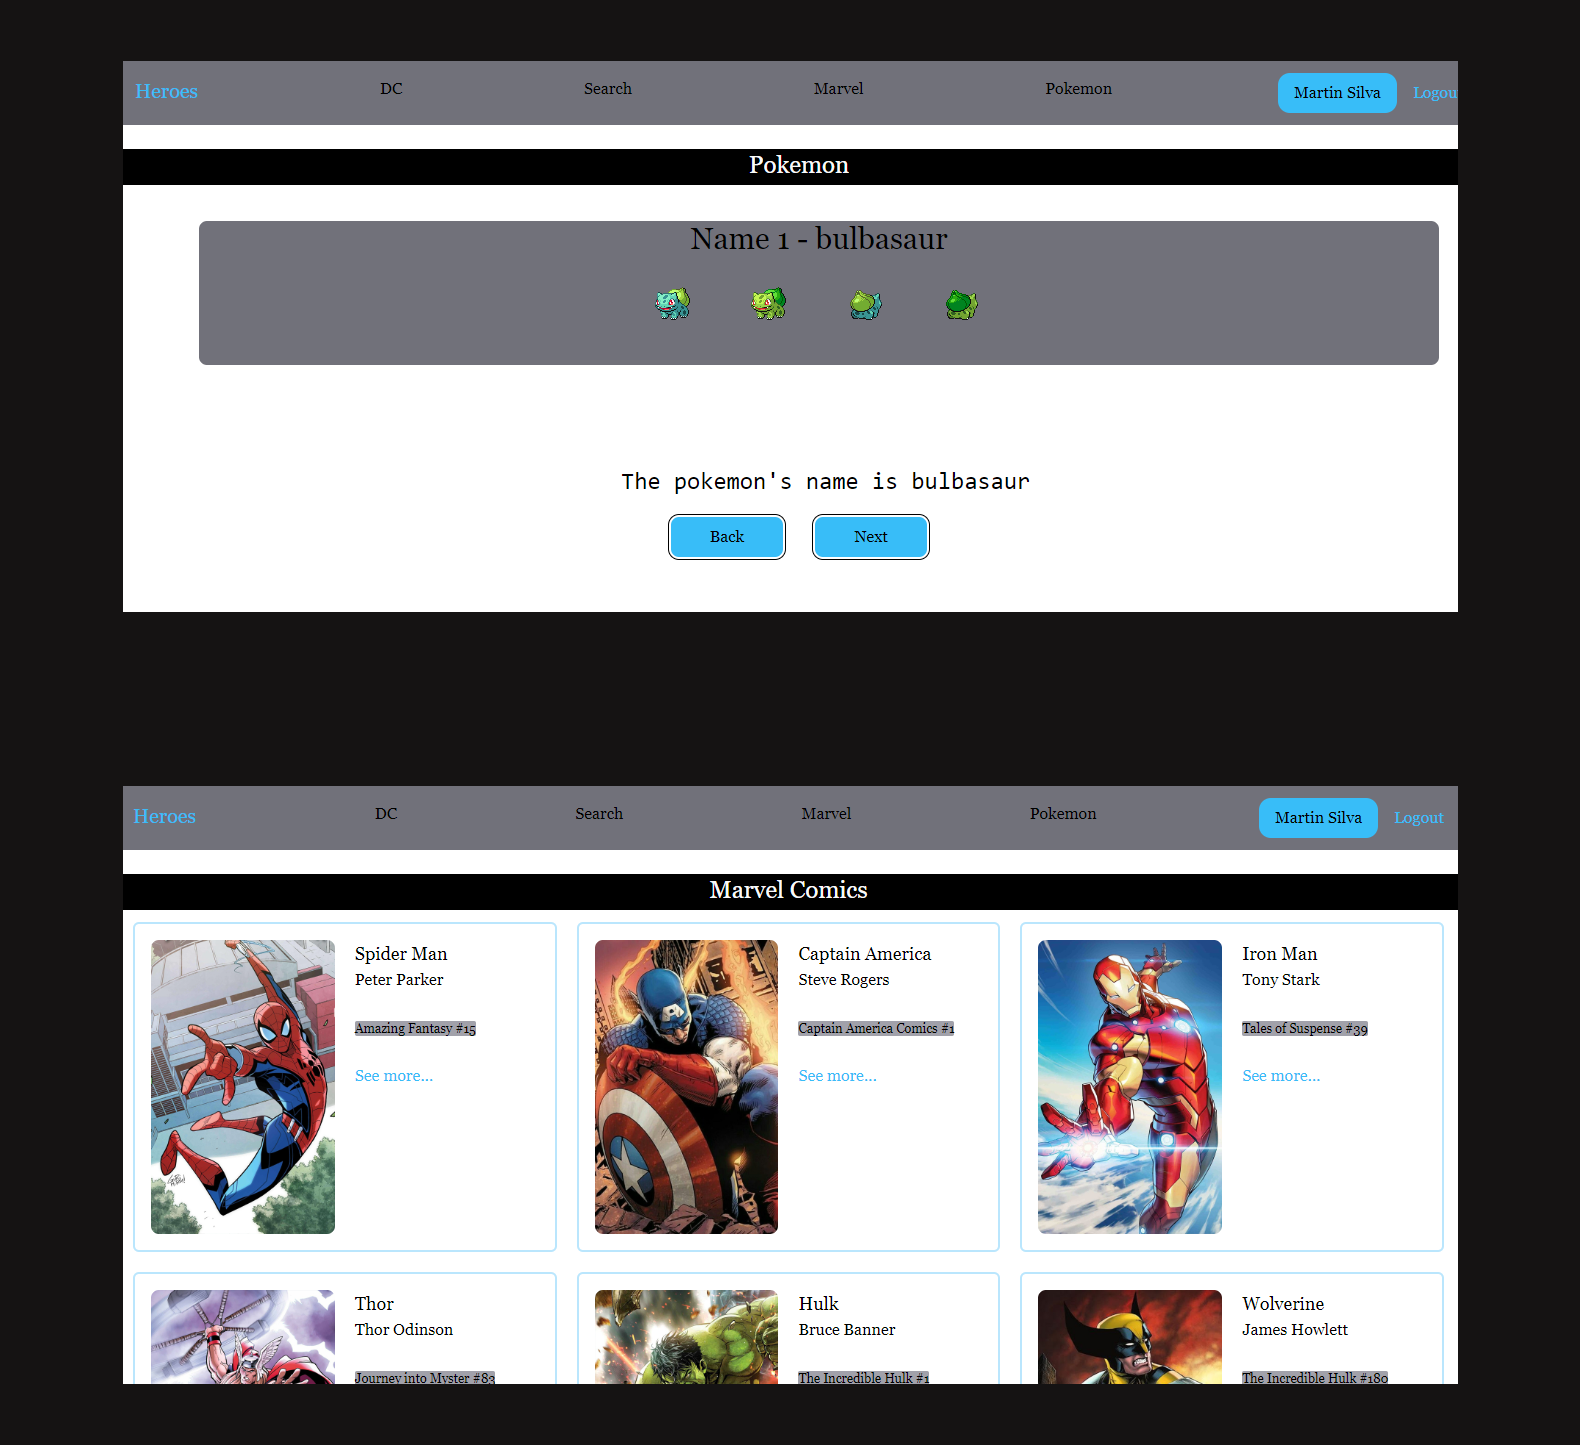 Heroes DC Search Marvel Pokemon Martin Silva Logou
Pokemon
Name 1 - bulbasaur
The pokemon's name is bulbasaur
Back Next
Heroes DC Search Marvel Pokemon Martin Silva Logout
Marvel Comics
Spider Man
Peter Parker
Amazing Fantasy #15
See more...
Captain America
Steve Rogers
Captain America Comics #1
See more...
Iron Man
Tony Stark
Tales of Suspense #39
See more...
Thor
Thor Odinson
Journey into Myster #83
Hulk
Bruce Banner
The Incredible Hulk #1
Wolverine
James Howlett
The Incredible Hulk #180